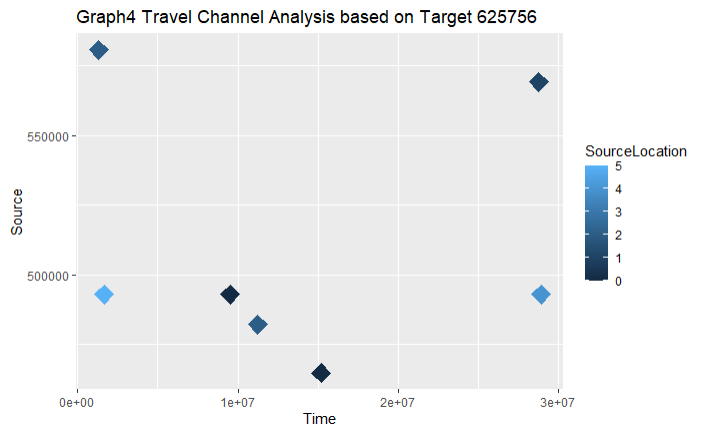 Graph4 Travel Channel Analysis based on Target 625756
Source
550000
500000
0e+00 1e+07 2e+07 3e+07
Time
SourceLocation
5
4
3
2
1
0